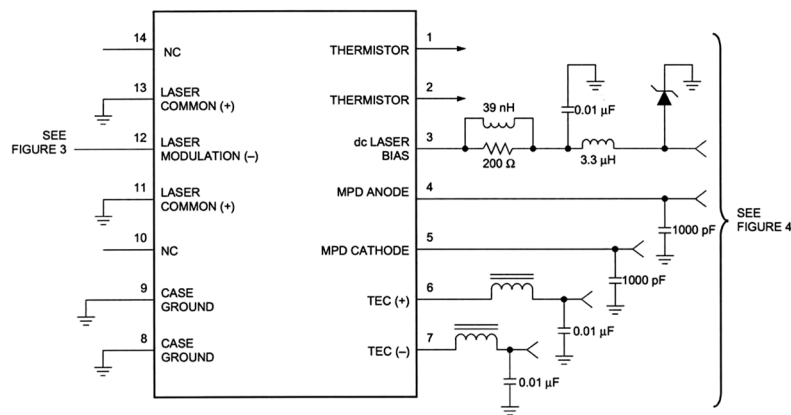 14
NC
13
LASER
COMMON (+)
SEE
FIGURE 3
12
LASER
MODULATION (–)
11
LASER
COMMON (+)
10
NC
9
CASE
GROUND
8
CASE
GROUND
THERMISTOR
1
THERMISTOR
2
dc LASER
BIAS
3
39 nH
200 Ω
0.01 μF
3.3 μH
MPD ANODE
4
1000 pF
MPD CATHODE
5
1000 pF
TEC (+)
6
0.01 μF
TEC (–)
7
0.01 μF
SEE
FIGURE 4